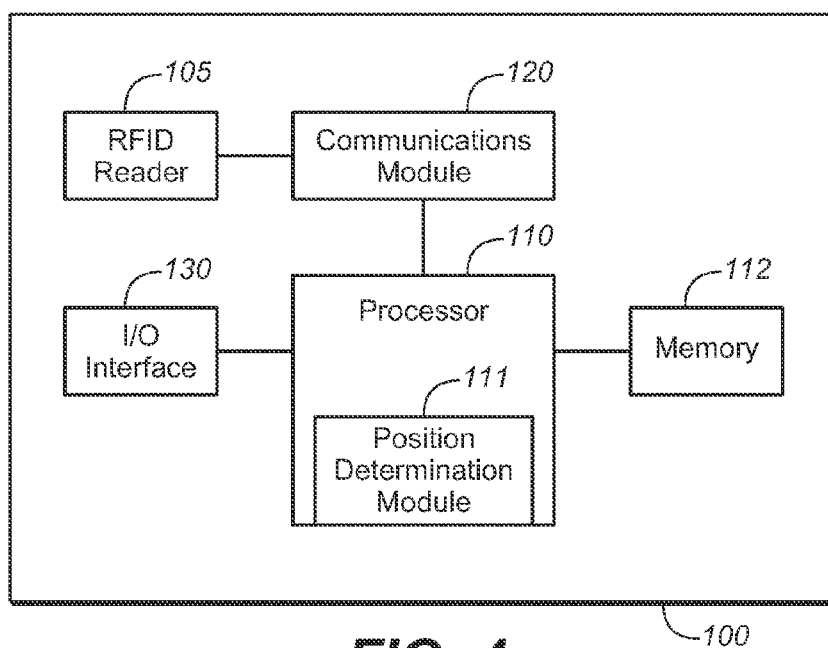 105
120
RFID
Reader
Communications
Module
130
110
112
I/O
Interface
Processor
Memory
111
Position
Determination
Module
100